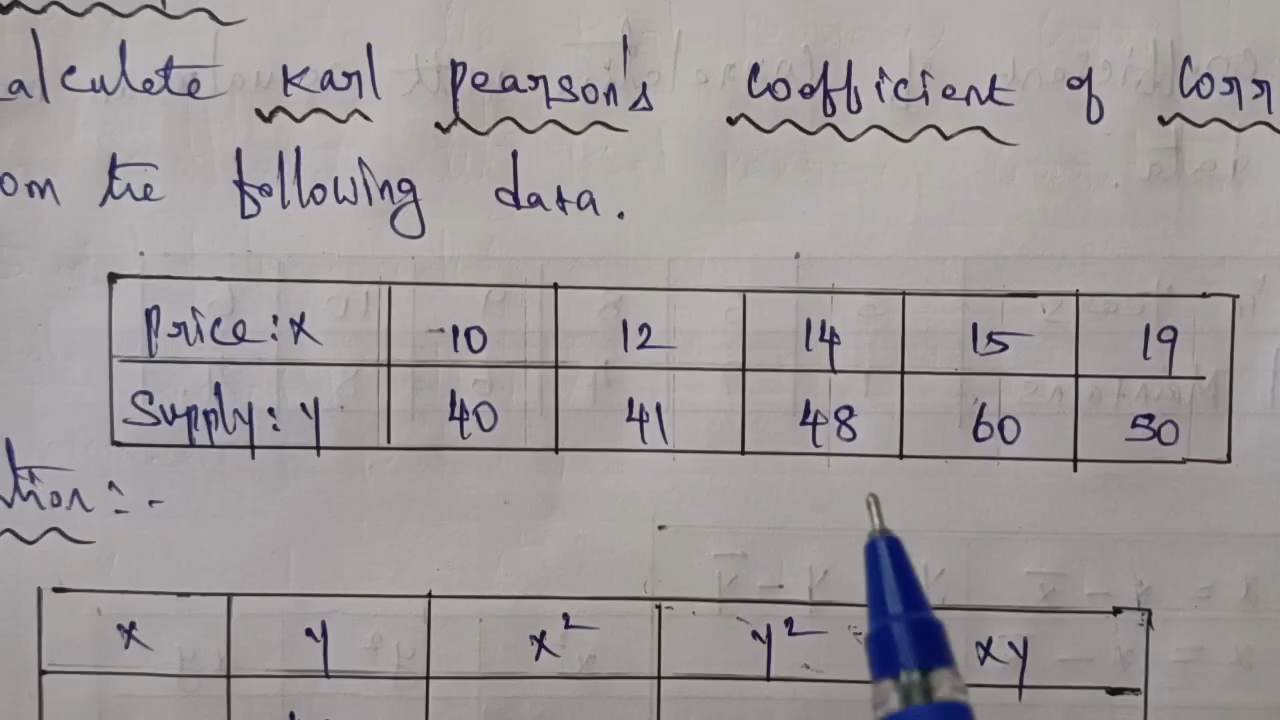 alculate Karl pearson's coefficient of Corr
om the following data.
Price: x 10 12 14 15 19
Supply: y 40 41 48 60 50
tion:-
x y x² y² xy